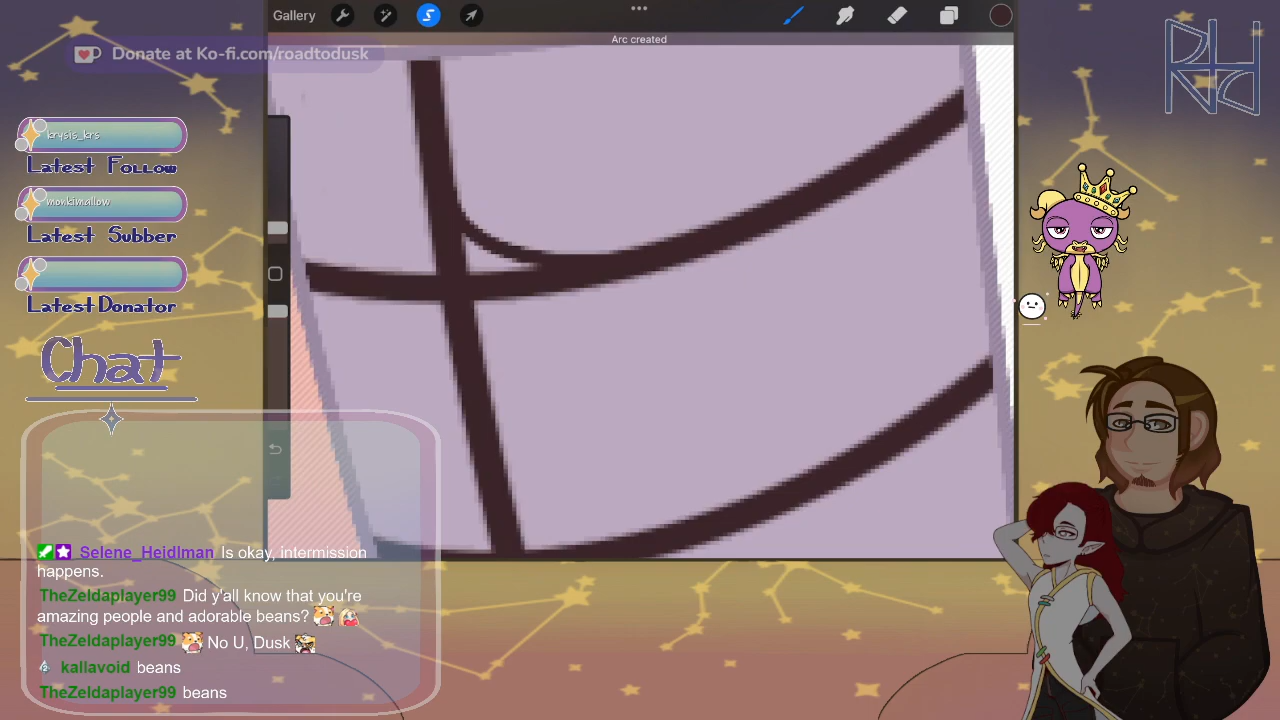 Gallery
Arc created
Donate at Ko-fi.com/roadtodusk
krysis_krs
Latest Follow
monkimallow
Latest Subber
Latest Donator
Chat
Selene_Heidlman Is okay, intermission
happens.
TheZeldaplayer99 Did y'all know that you're
amazing people and adorable beans?
TheZeldaplayer99 No U, Dusk
kallavoid beans
TheZeldaplayer99 beans